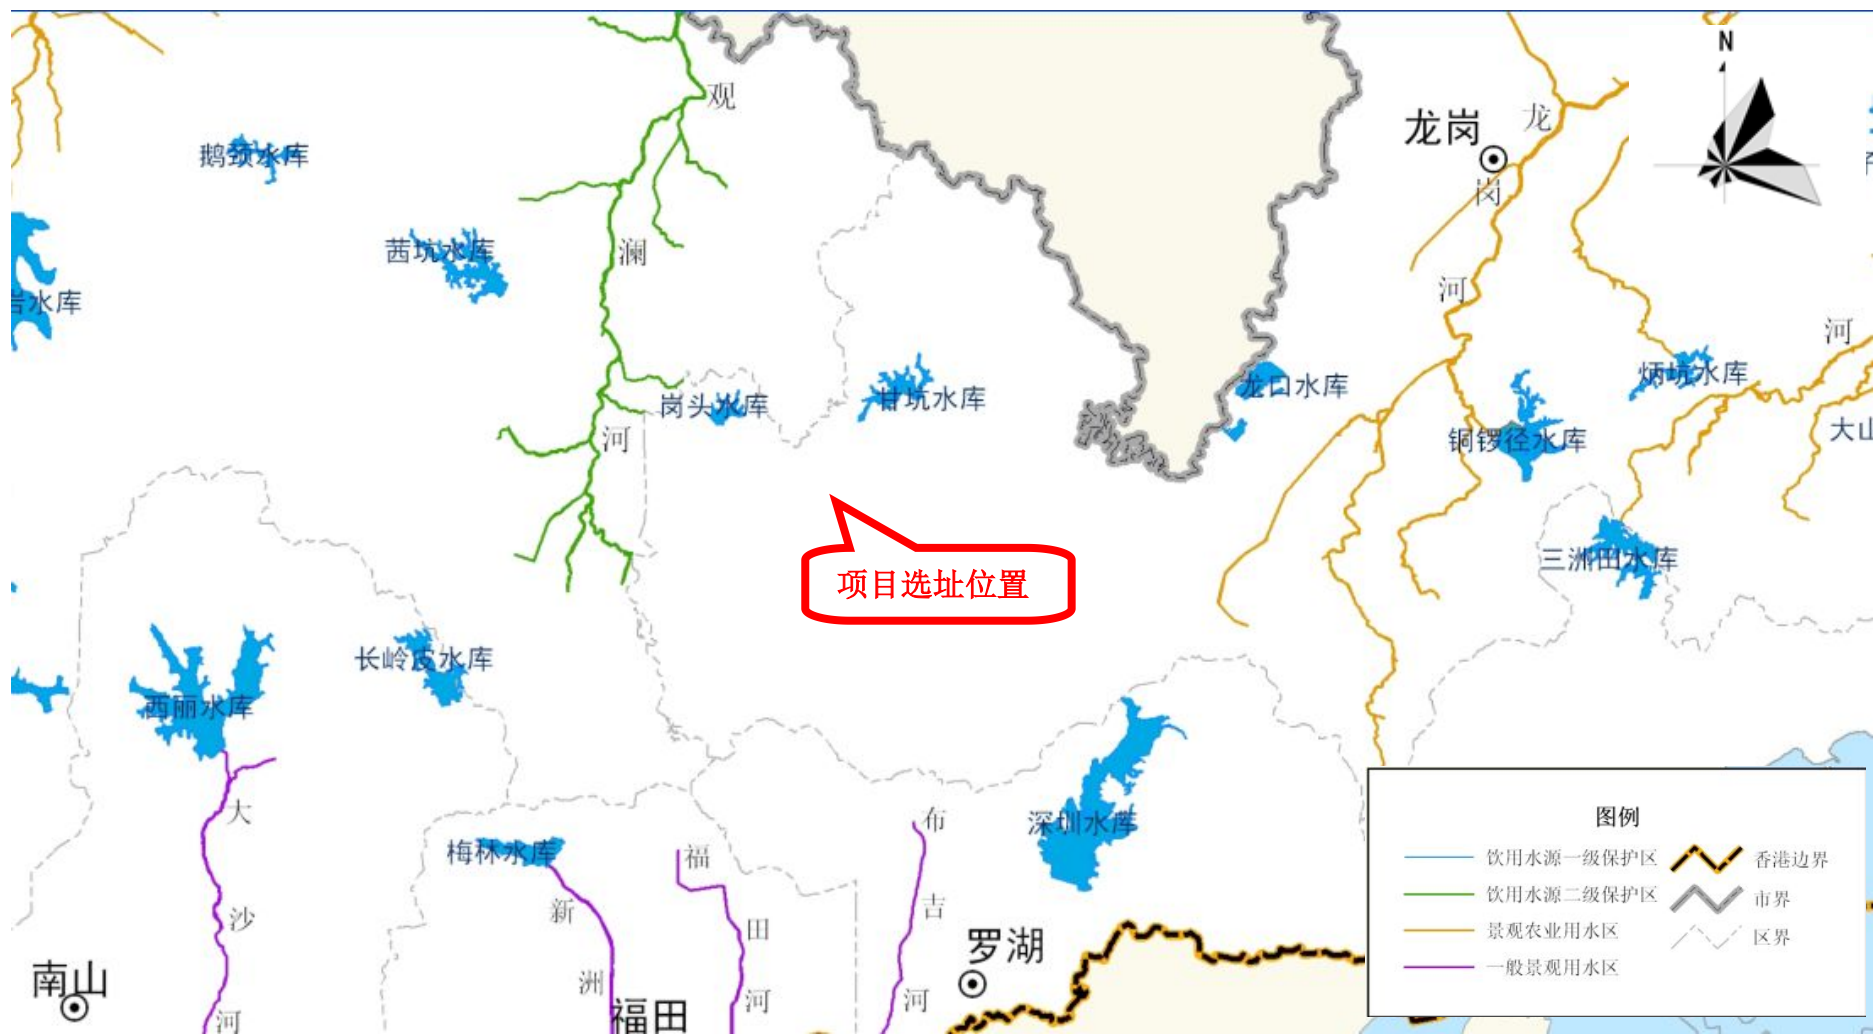 N
观
龙岗
龙
鹅颈水库
岗
茜坑水库
澜
岩水库
河
河
岗头水库
甘坑水库
龙口水库
炳坑水库
河
铜锣径水库
大山
三洲田水库
项目选址位置
长岭皮水库
西丽水库
大
梅林水库
福
布
深圳水库
沙
新
田
吉
罗湖
南山
洲
河
河
河
福田
图例
饮用水源一级保护区
香港边界
饮用水源二级保护区
市界
景观农业用水区
区界
一般景观用水区